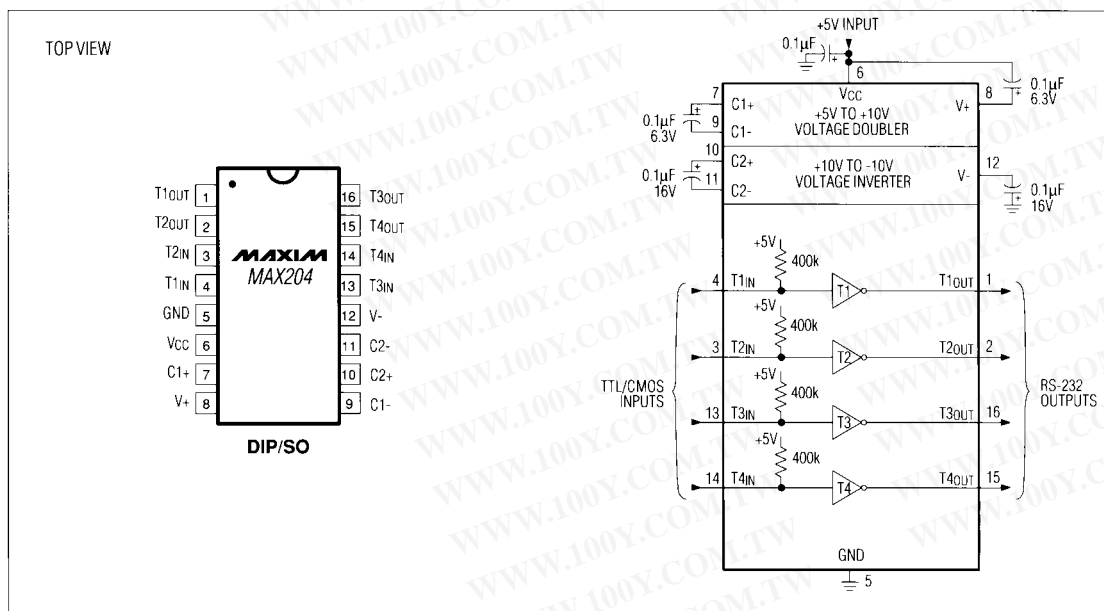 TOP VIEW
T1OUT 1
T2OUT 2
T2IN 3
T1IN 4
GND 5
VCC 6
C1+ 7
V+ 8
MAXIM
MAX204
16 T3OUT
15 T4OUT
14 T4IN
13 T3IN
12 V-
11 C2-
10 C2+
9 C1-
DIP/SO
+5V INPUT
0.1µF
6
VCC
+5V TO +10V
VOLTAGE DOUBLER
7 C1+
0.1µF
6.3V
9 C1-
V+ 8
0.1µF
6.3V
10 C2+
0.1µF
16V
11 C2-
+10V TO -10V
VOLTAGE INVERTER
V- 12
0.1µF
16V
TTL/CMOS
INPUTS
+5V
400k
4 T1IN T1 T1OUT 1
+5V
400k
3 T2IN T2 T2OUT 2
+5V
400k
13 T3IN T3 T3OUT 16
+5V
400k
14 T4IN T4 T4OUT 15
RS-232
OUTPUTS
GND
5
WWW.100Y.COM.TW